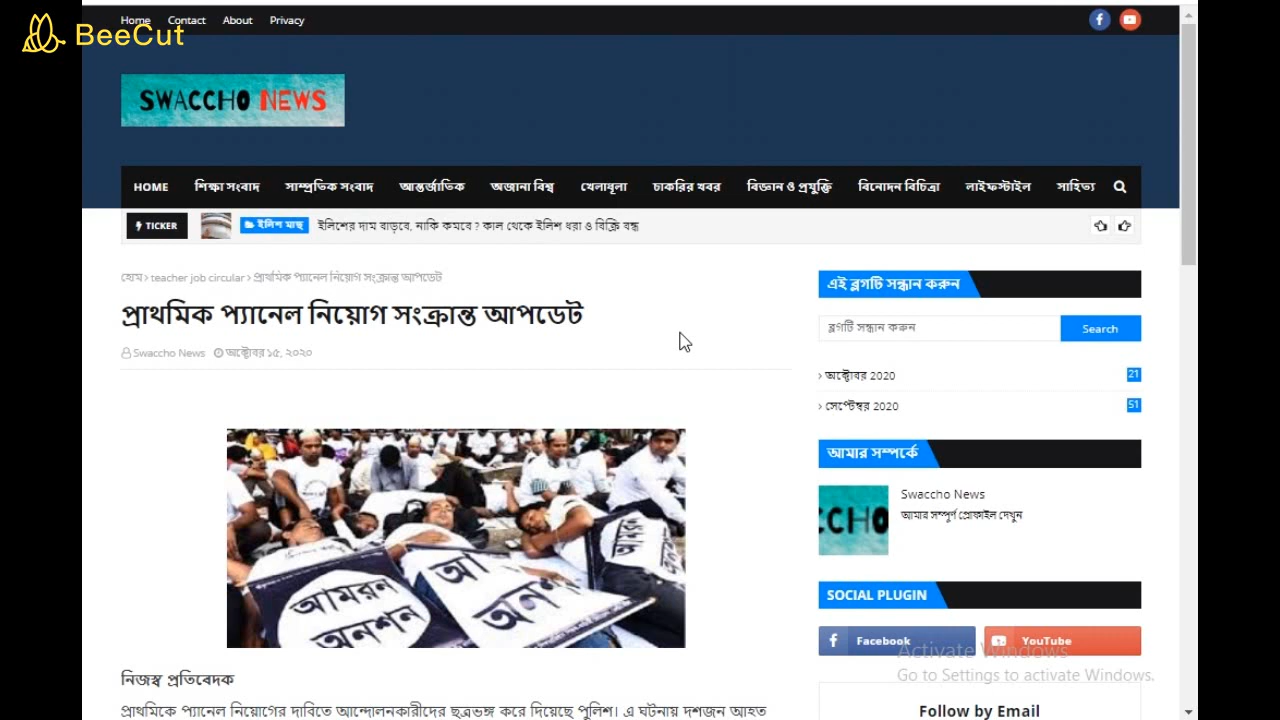 Home Contact About Privacy
BeeCut
SWACCHO NEWS
HOME শিক্ষা সংবাদ সাম্প্রতিক সংবাদ আন্তর্জাতিক অজানা বিশ্ব খেলাধূলা চাকরির খবর বিজ্ঞান ও প্রযুক্তি বিনোদন বিচিত্রা লাইফস্টাইল সাহিত্য
TICKER ইলিশ মাছ ইলিশের দাম বাড়বে, নাকি কমবে ? কাল থেকে ইলিশ ধরা ও বিক্রি বন্ধ
হোম › teacher job circular › প্রাথমিক প্যানেল নিয়োগ সংক্রান্ত আপডেট
প্রাথমিক প্যানেল নিয়োগ সংক্রান্ত আপডেট
Swaccho News অক্টোবর ১৫, ২০২০
আমরন
অনশন
আ
অনশ
নিজস্ব প্রতিবেদক
প্রাথমিকে প্যানেল নিয়োগের দাবিতে আন্দোলনকারীদের ছত্রভঙ্গ করে দিয়েছে পুলিশ। এ ঘটনায় দশজন আহত
এই ব্লগটি সন্ধান করুন
ব্লগটি সন্ধান করুন Search
› অক্টোবর 2020 21
› সেপ্টেম্বর 2020 51
আমার সম্পর্কে
CCHO
Swaccho News
আমার সম্পূর্ণ প্রোফাইল দেখুন
SOCIAL PLUGIN
Facebook YouTube
Activate Windows
Go to Settings to activate Windows.
Follow by Email